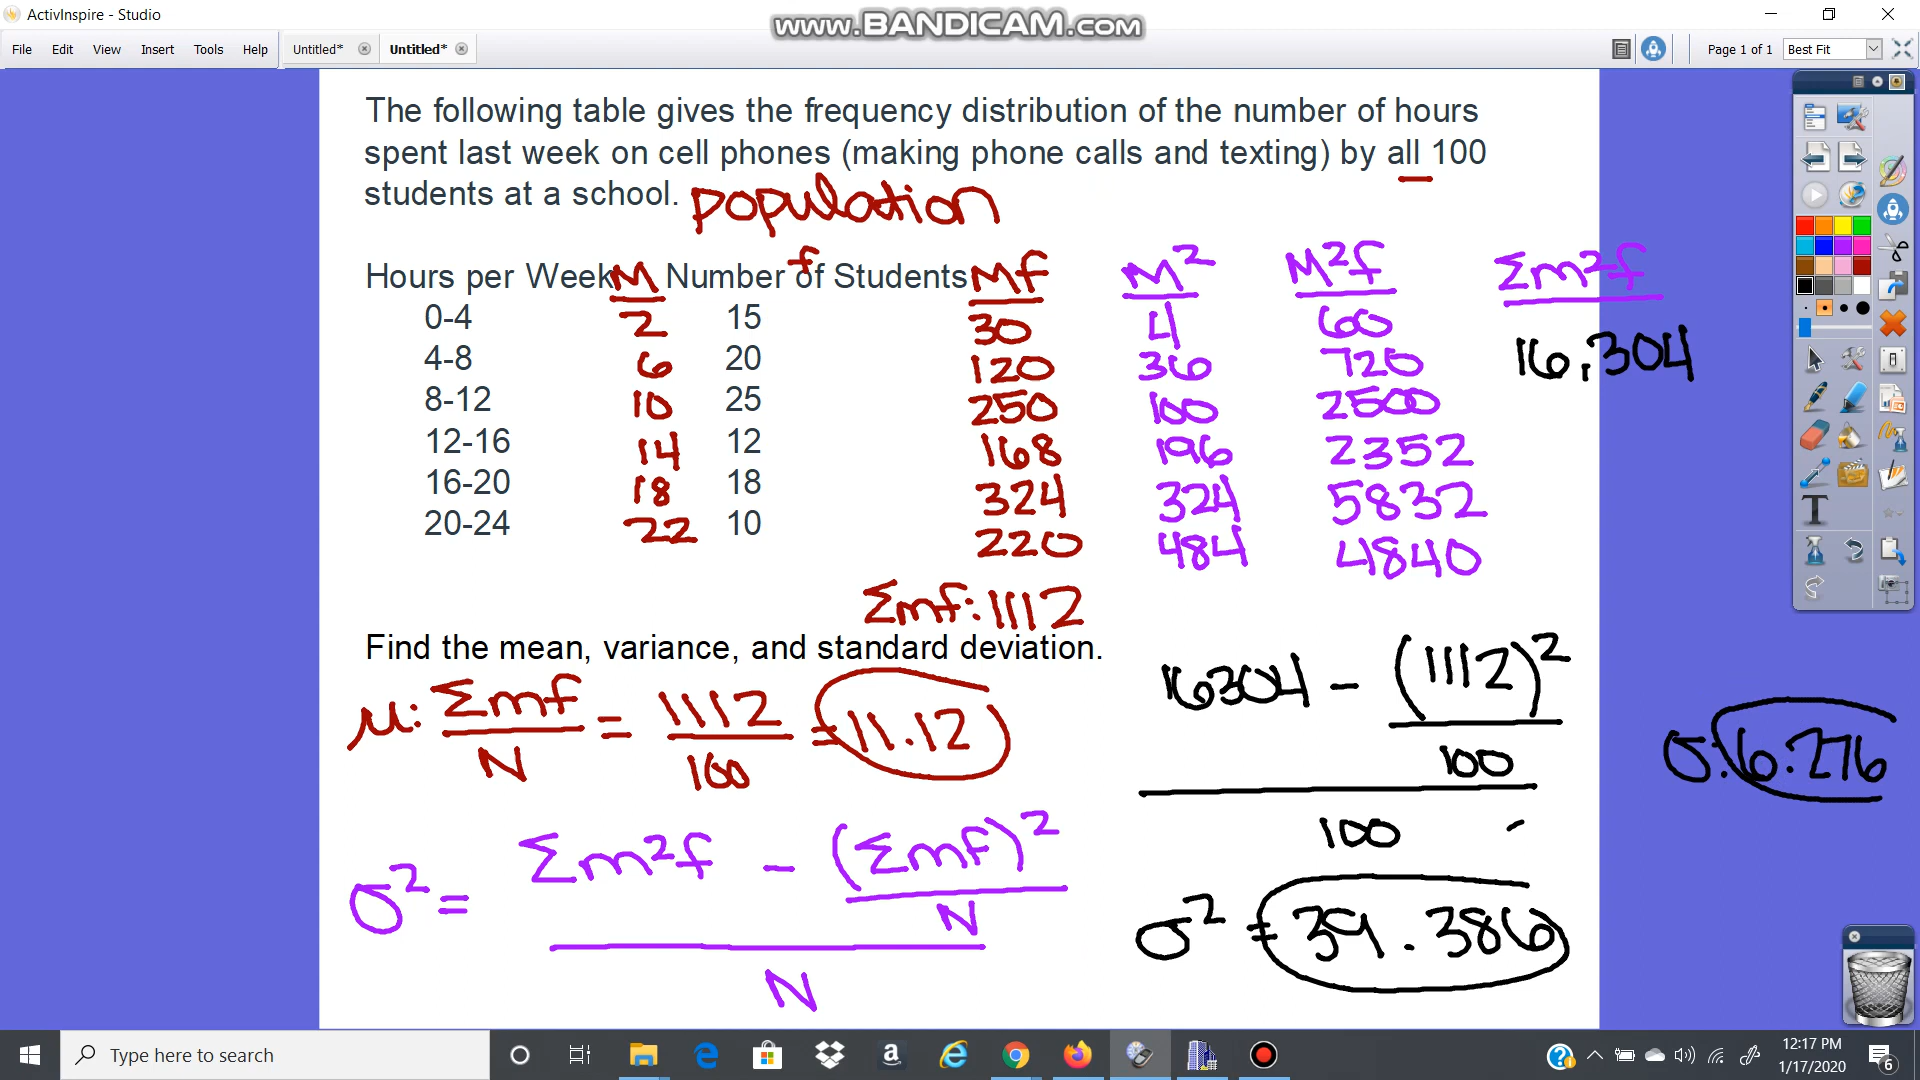 ActivInspire - Studio
www.BANDICAM.com
File Edit View Insert Tools Help Untitled* Untitled* Page 1 of 1 Best Fit
The following table gives the frequency distribution of the number of hours
spent last week on cell phones (making phone calls and texting) by all 100
students at a school. population
Hours per Week M Number of Students f Mf M² M²f Σm²f
0-4 2 15 30 4 60 16,304
4-8 6 20 120 36 720
8-12 10 25 250 100 2500
12-16 14 12 168 196 2352
16-20 18 18 324 324 5832
20-24 22 10 220 484 4840
Σmf: 1112
Find the mean, variance, and standard deviation.
μ: Σmf / N = 1112 / 100 = 11.12
16304 - (1112)² / 100
100
σ: 6.276
σ² = Σm²f - (Σmf)² / N
N
σ² = 39.386
Type here to search
12:17 PM
1/17/2020
6